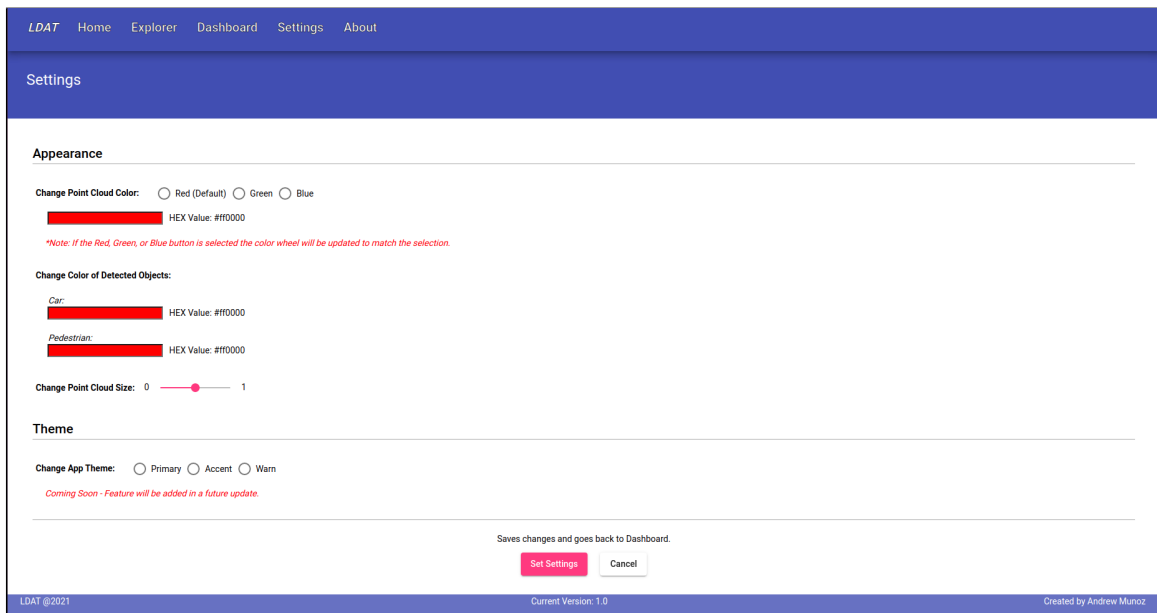 LDAT Home Explorer Dashboard Settings About
Settings
Appearance
Change Point Cloud Color: Red (Default) Green Blue
HEX Value: #ff0000
*Note: If the Red, Green, or Blue button is selected the color wheel will be updated to match the selection.
Change Color of Detected Objects:
Car:
HEX Value: #ff0000
Pedestrian:
HEX Value: #ff0000
Change Point Cloud Size: 0 1
Theme
Change App Theme: Primary Accent Warn
Coming Soon - Feature will be added in a future update.
Saves changes and goes back to Dashboard.
Set Settings Cancel
LDAT @2021 Current Version: 1.0 Created by Andrew Munoz